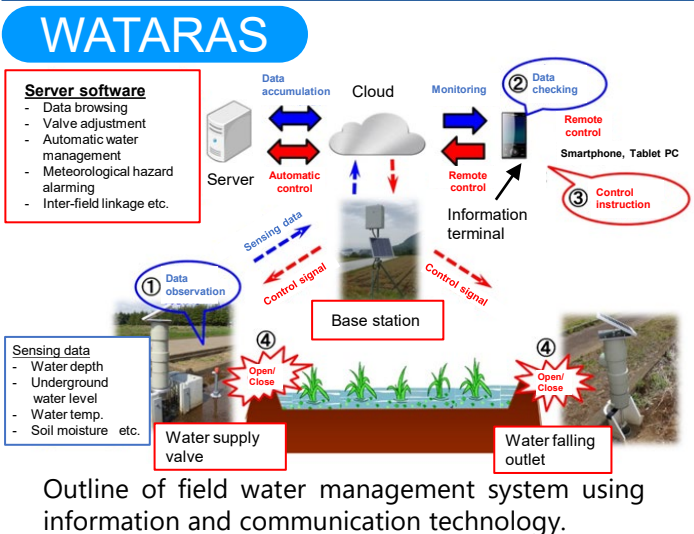 WATARAS
Server software
- Data browsing
- Valve adjustment
- Automatic water
management
- Meteorological hazard
alarming
- Inter-field linkage etc.
Data
accumulation
Cloud
Monitoring
② Data
checking
Remote
control
Smartphone, Tablet PC
Server
Automatic
control
Remote
control
③ Control
instruction
Information
terminal
Sensing data
Control signal
Control signal
① Data
observation
Base station
Sensing data
- Water depth
- Underground
water level
- Water temp.
- Soil moisture etc.
④
Open/
Close
④
Open/
Close
Water supply
valve
Water falling
outlet
Outline of field water management system using
information and communication technology.